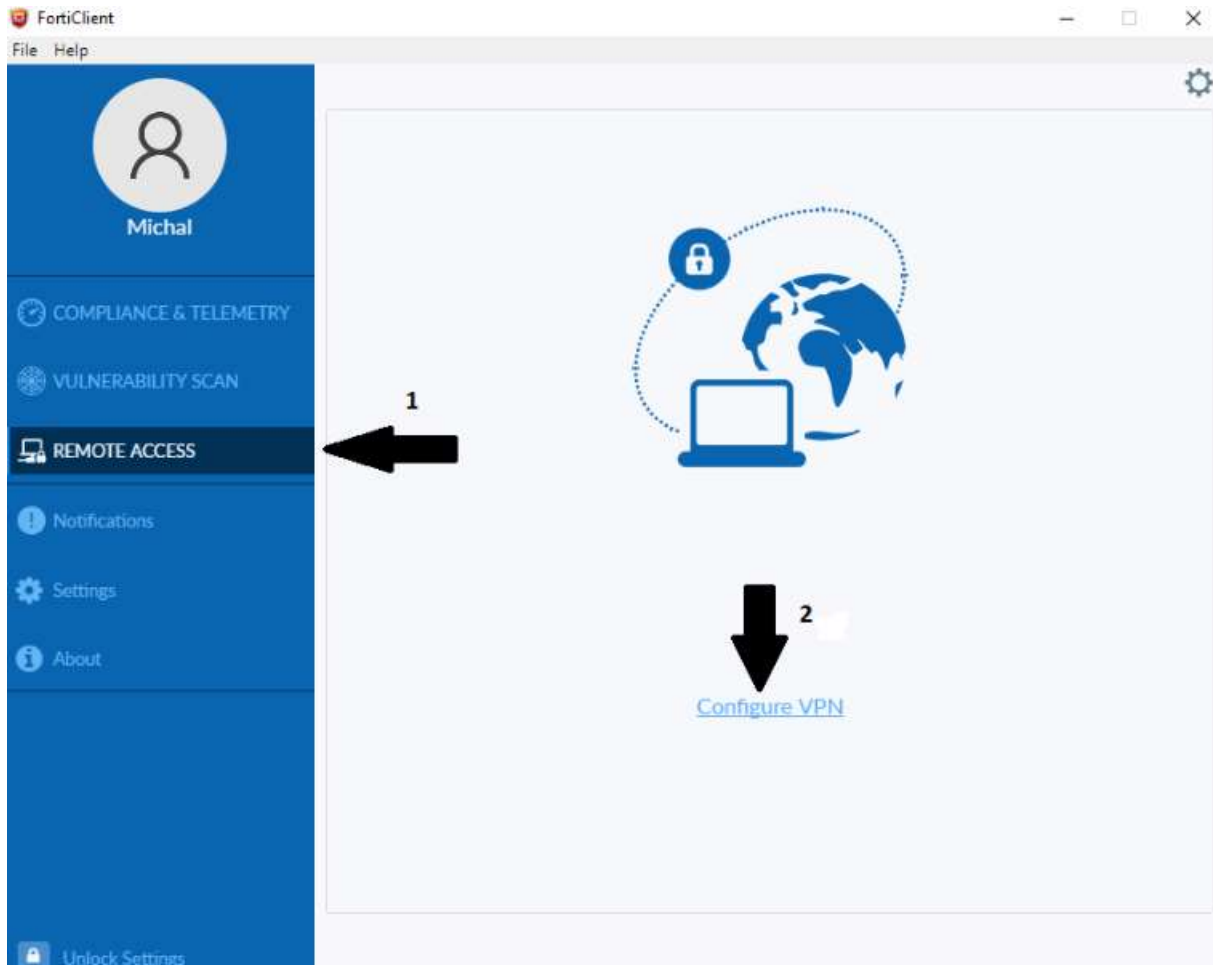 FortiClient
File Help
Michal
COMPLIANCE & TELEMETRY
VULNERABILITY SCAN
1
REMOTE ACCESS
Notifications
Settings
2
About
Configure VPN
Unlock Settings